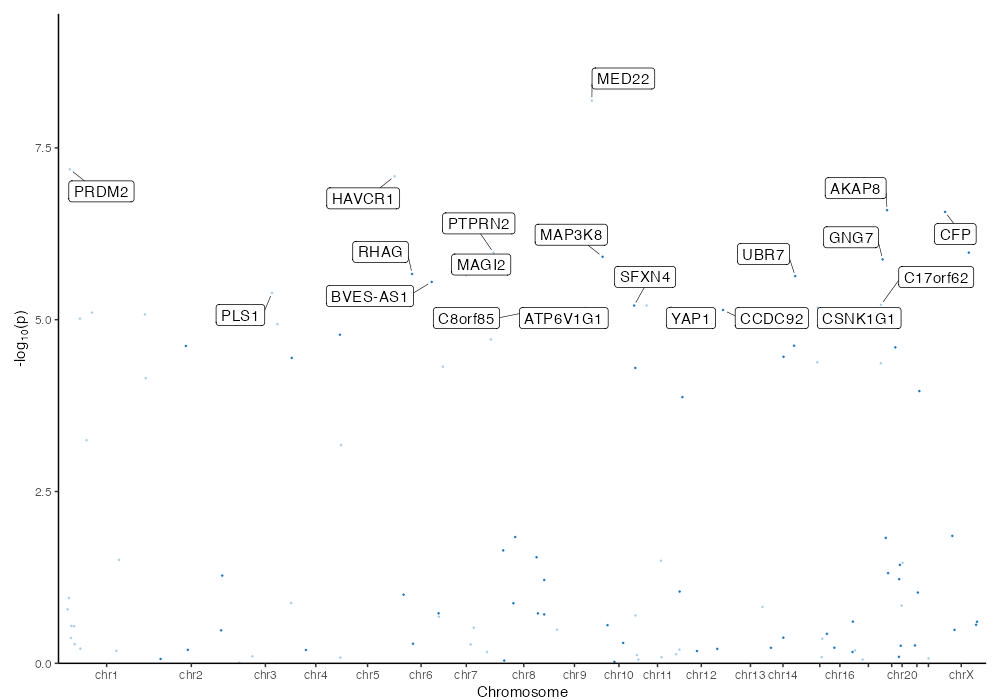 MED22
7.5
PRDM2
HAVCR1
AKAP8
PTPRN2
MAP3K8
CFP
GNG7
RHAG
UBR7
MAGI2
SFXN4
C17orf62
BVES-AS1
PLS1
C8orf85
ATP6V1G1
YAP1
CCDC92
CSNK1G1
5.0
-log10(p)
2.5
0.0
chr1 chr2 chr3 chr4 chr5 chr6 chr7 chr8 chr9 chr10 chr11 chr12 chr13 chr14 chr16 chr18 chr20 chrX
Chromosome